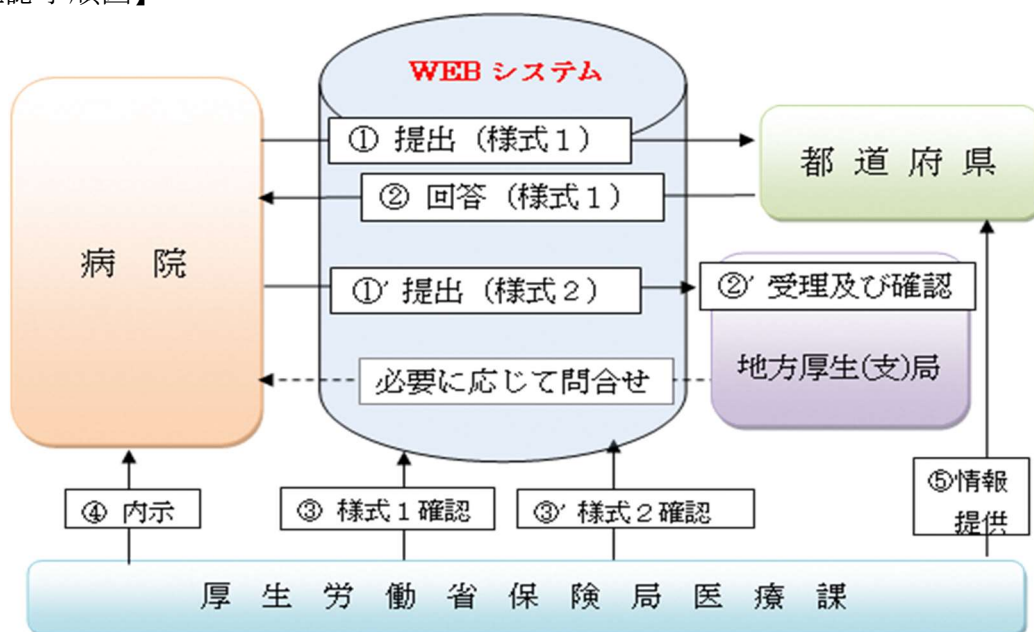 WEBシステム
① 提出（様式１）
都道府県
② 回答（様式１）
病院
①’提出（様式２）
②’受理及び確認
地方厚生(支)局
必要に応じて問合せ
④ 内示
③ 様式１確認
③’様式２確認
⑤情報
提供
厚生労働省保険局医療課